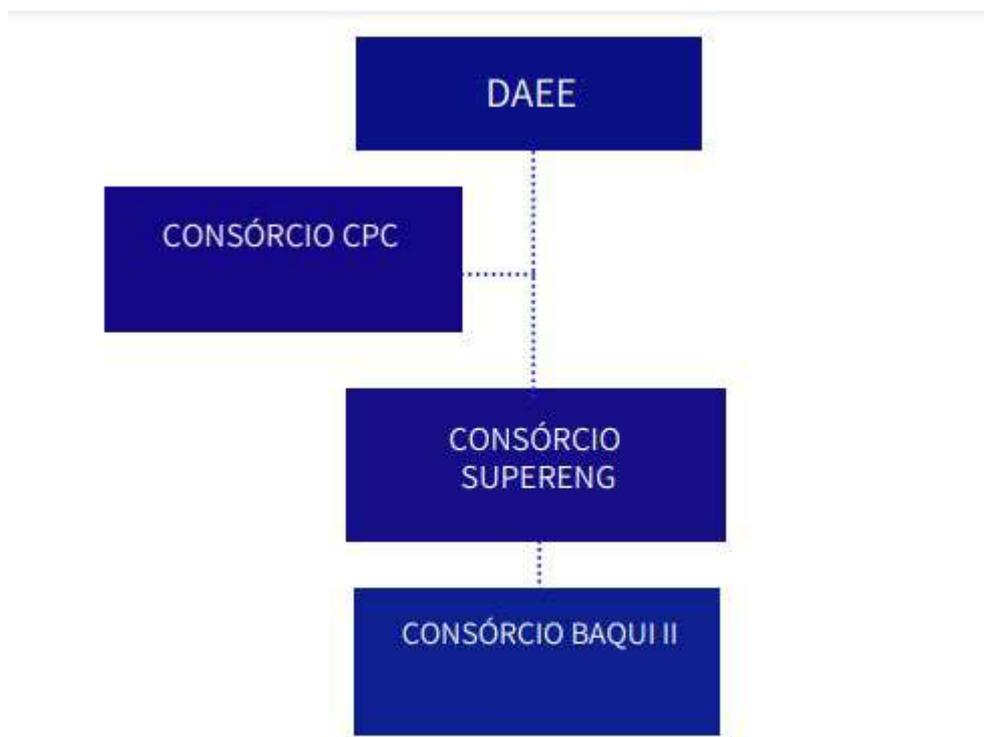 DAEE
CONSÓRCIO CPC
CONSÓRCIO
SUPERENG
CONSÓRCIO BAQUI II